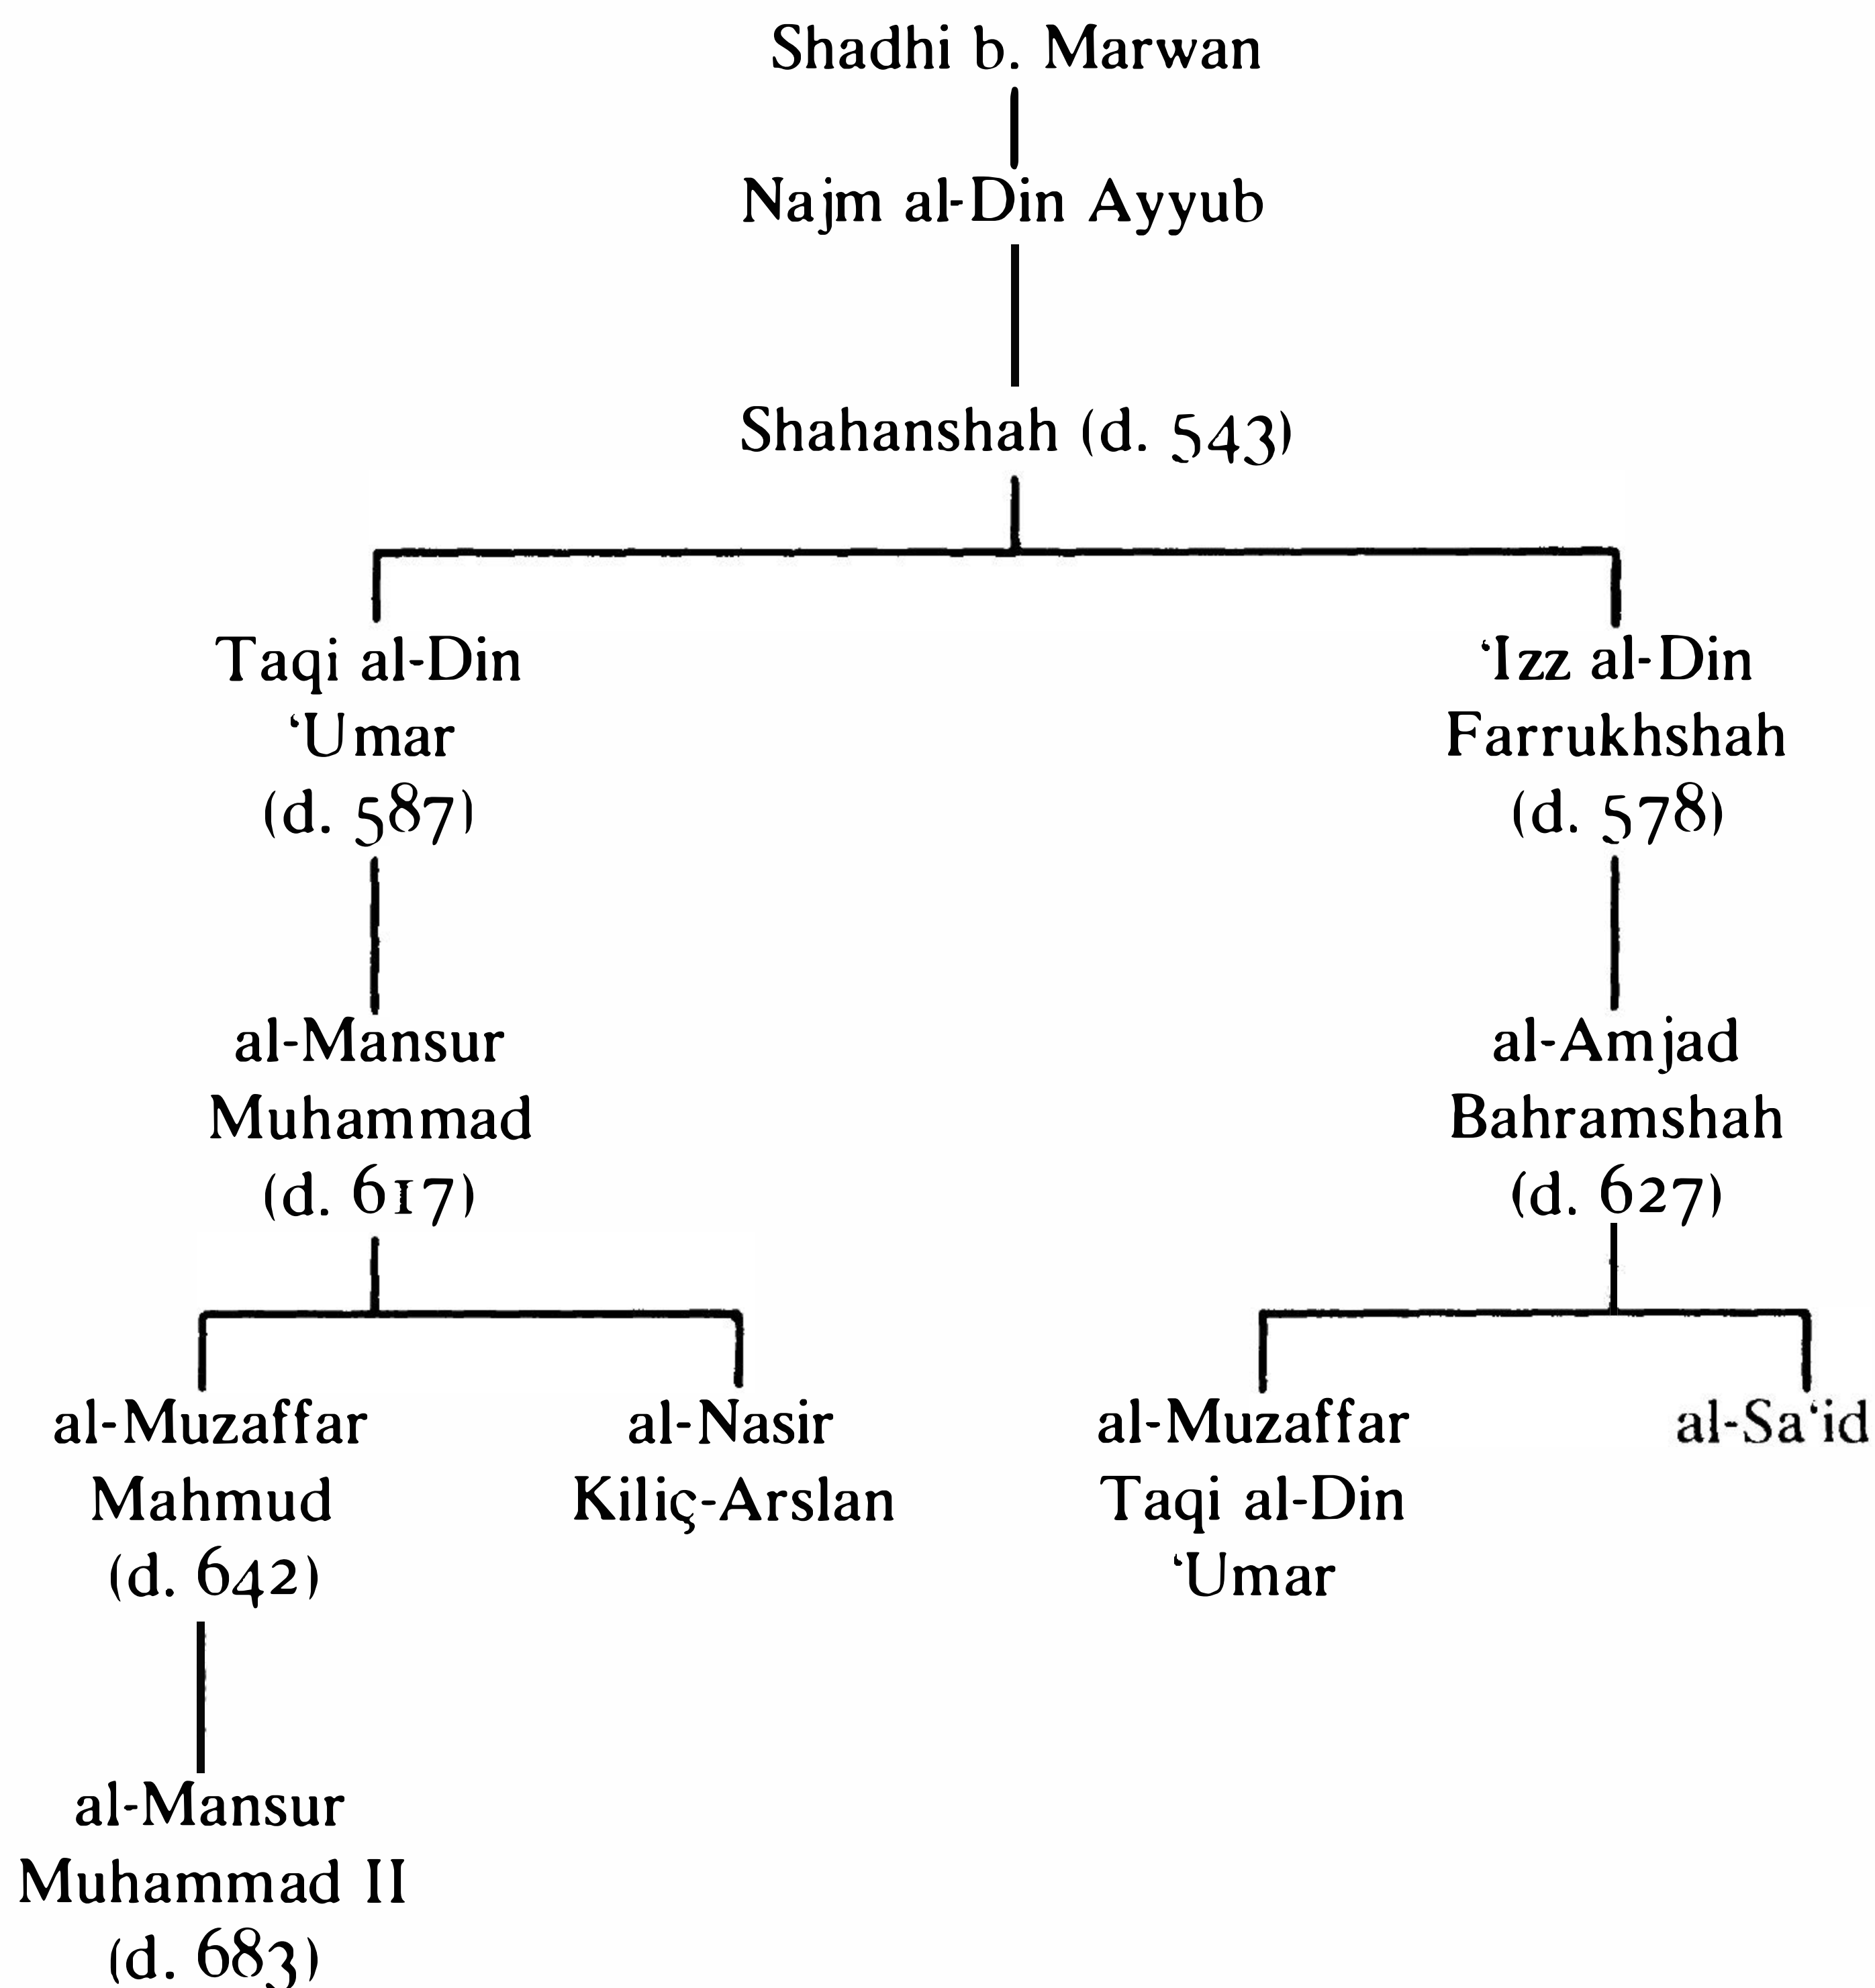 Shadhi b. Marwan
Najm al-Din Ayyub
Shahanshah (d. 543)
Taqi al-Din
‘Umar
(d. 587)
‘Izz al-Din
Farrukhshah
(d. 578)
al-Mansur
Muhammad
(d. 617)
al-Amjad
Bahramshah
(d. 627)
al-Muzaffar
Mahmud
(d. 642)
al-Nasir
Kiliç-Arslan
al-Muzaffar
Taqi al-Din
‘Umar
al-Sa‘id
al-Mansur
Muhammad II
(d. 683)